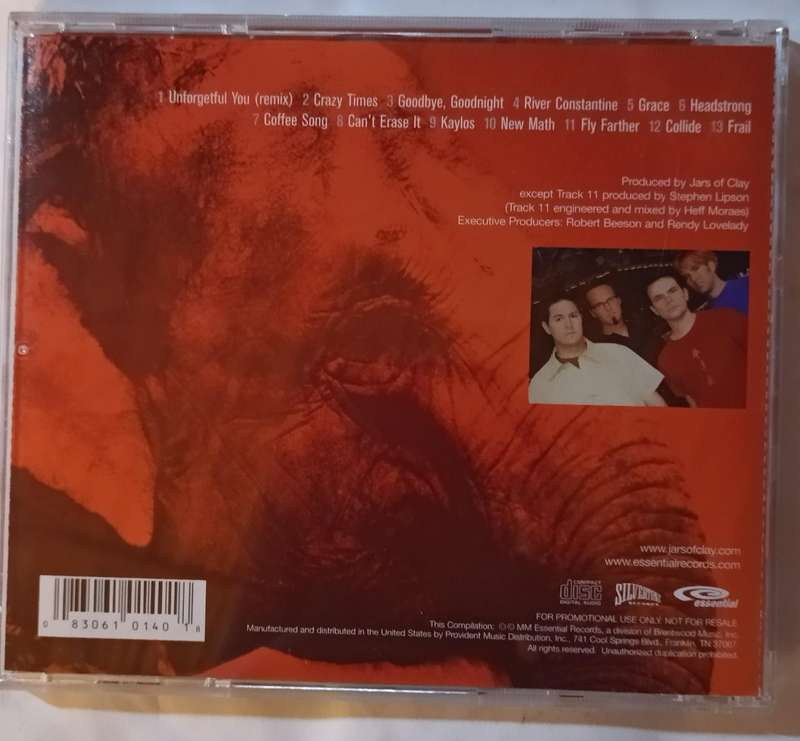 1 Unforgetful You (remix) 2 Crazy Times 3 Goodbye, Goodnight 4 River Constantine 5 Grace 6 Headstrong
7 Coffee Song 8 Can't Erase It 9 Kaylos 10 New Math 11 Fly Farther 12 Collide 13 Frail
Produced by Jars of Clay
except Track 11 produced by Stephen Lipson
(Track 11 engineered and mixed by Heff Moraes)
Executive Producers: Robert Beeson and Rendy Lovelady
www.jarsofclay.com
www.essentialrecords.com
COMPACT
disc
DIGITAL AUDIO
SILVERTONE
RECORDS
essential
FOR PROMOTIONAL USE ONLY. NOT FOR RESALE
This Compilation: ℗© MM Essential Records, a division of Brentwood Music, Inc.
Manufactured and distributed in the United States by Provident Music Distribution, Inc., 741 Cool Springs Blvd., Franklin, TN 37067.
All rights reserved. Unauthorized duplication prohibited.
0 83061 0140 1 8